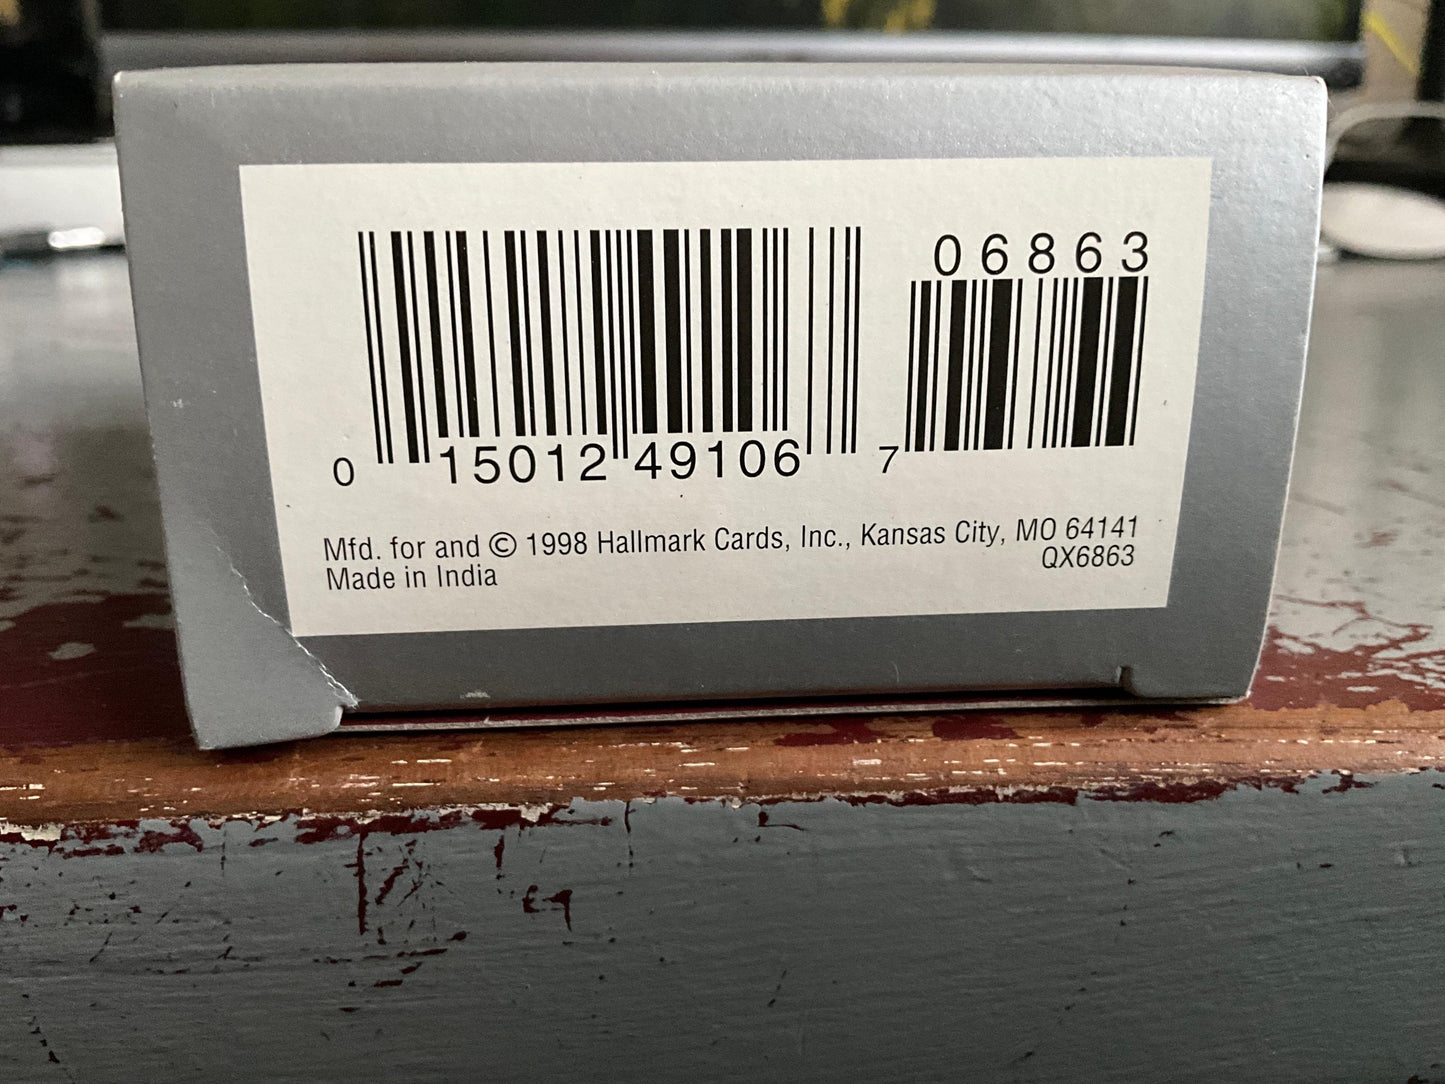 06863
0 15012 49106 7
Mfd. for and © 1998 Hallmark Cards, Inc., Kansas City, MO 64141
QX6863
Made in India